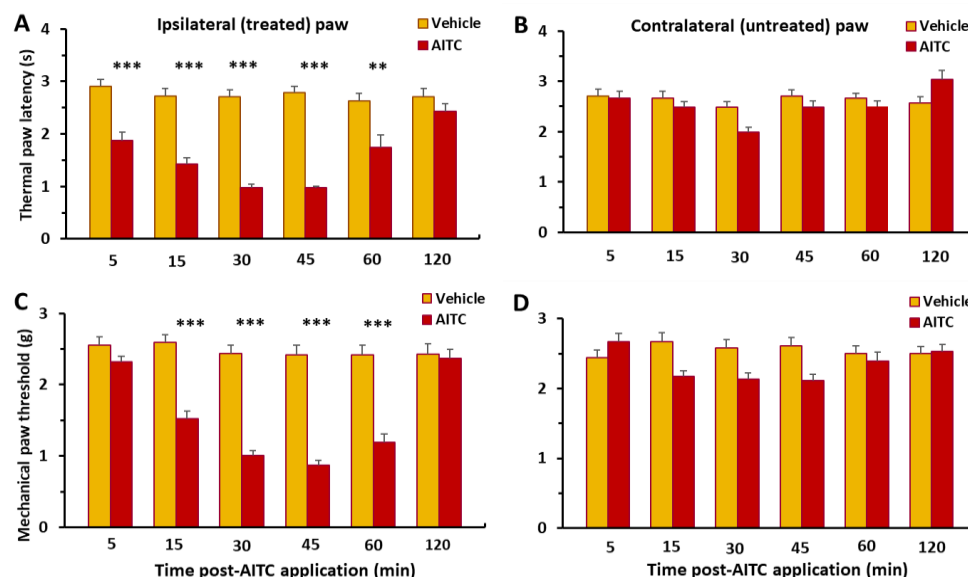 A
Ipsilateral (treated) paw
Vehicle
AITC
Thermal paw latency (s)
4
3
2
1
0
*** *** *** *** **
5 15 30 45 60 120
B
Contralateral (untreated) paw
Vehicle
AITC
4
3
2
1
0
5 15 30 45 60 120
C
Vehicle
AITC
Mechanical paw threshold (g)
3
2
1
0
*** *** *** ***
5 15 30 45 60 120
Time post-AITC application (min)
D
Vehicle
AITC
3
2
1
0
5 15 30 45 60 120
Time post-AITC application (min)